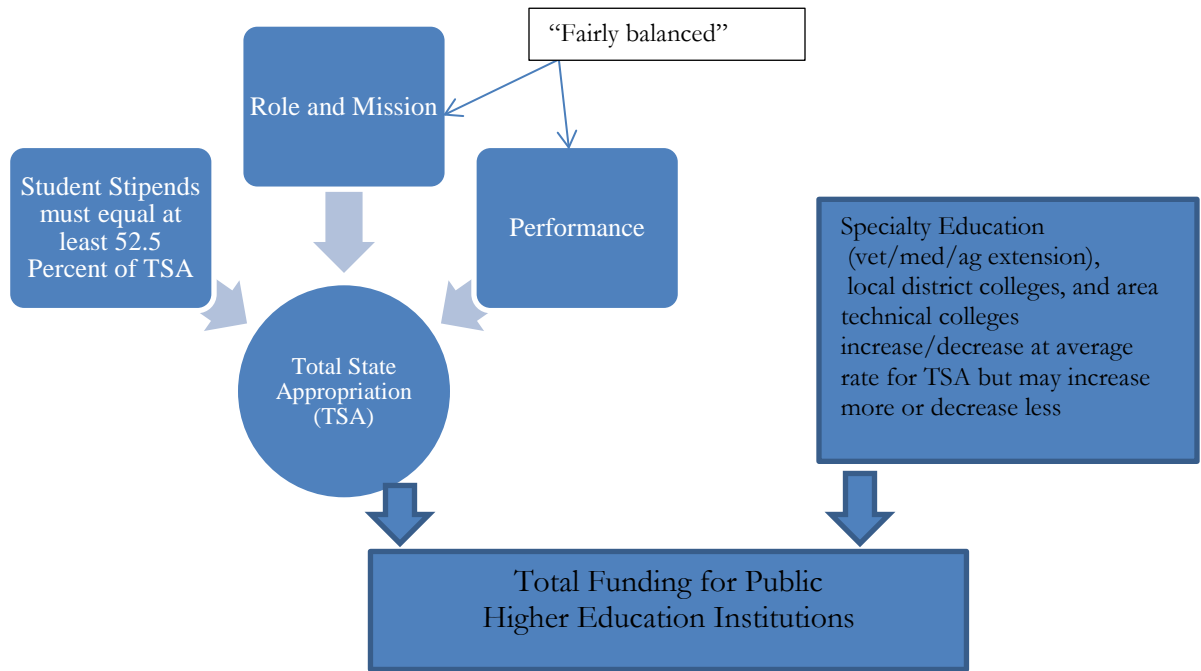 “Fairly balanced”
Role and Mission
Student Stipends
must equal at
least 52.5
Percent of TSA
Performance
Total State
Appropriation
(TSA)
Specialty Education
(vet/med/ag extension),
local district colleges, and area
technical colleges
increase/decrease at average
rate for TSA but may increase
more or decrease less
Total Funding for Public
Higher Education Institutions